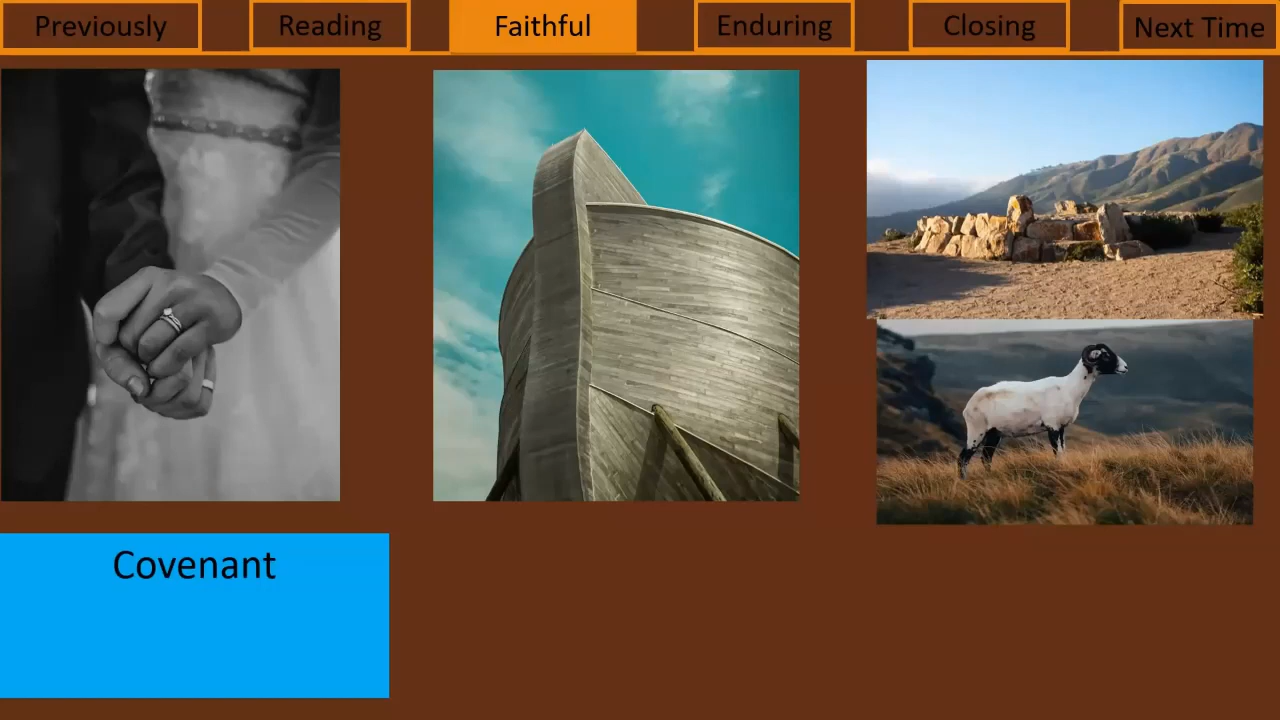 Previously
Reading
Faithful
Enduring
Closing
Next Time
Covenant